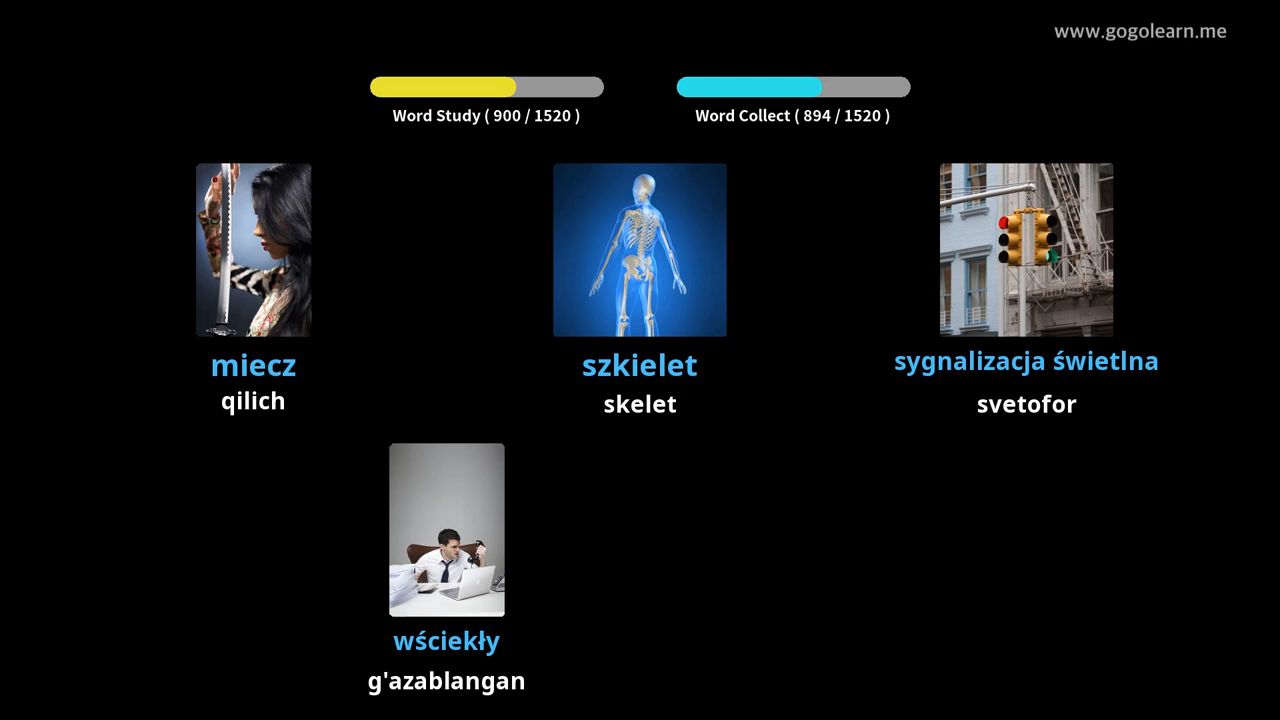 www.gogolearn.me
Word Study ( 900 / 1520 )
Word Collect ( 894 / 1520 )
miecz
szkielet
sygnalizacja świetlna
qilich
skelet
svetofor
wściekły
g'azablangan